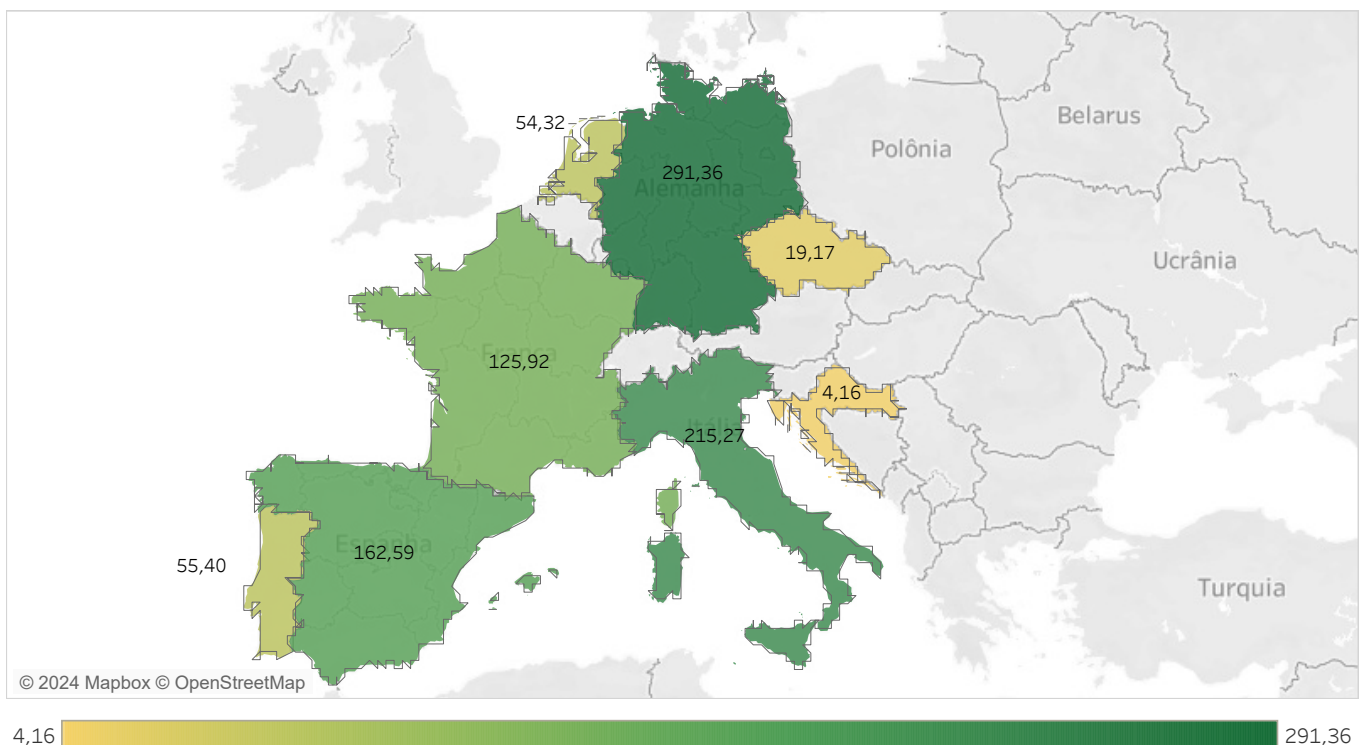 Belarus
54,32
Polônia
291,36
Alemanha
19,17
Ucrânia
França
125,92
4,16
Itália
215,27
Espanha
162,59
55,40
Turquia
© 2024 Mapbox © OpenStreetMap
4,16
291,36